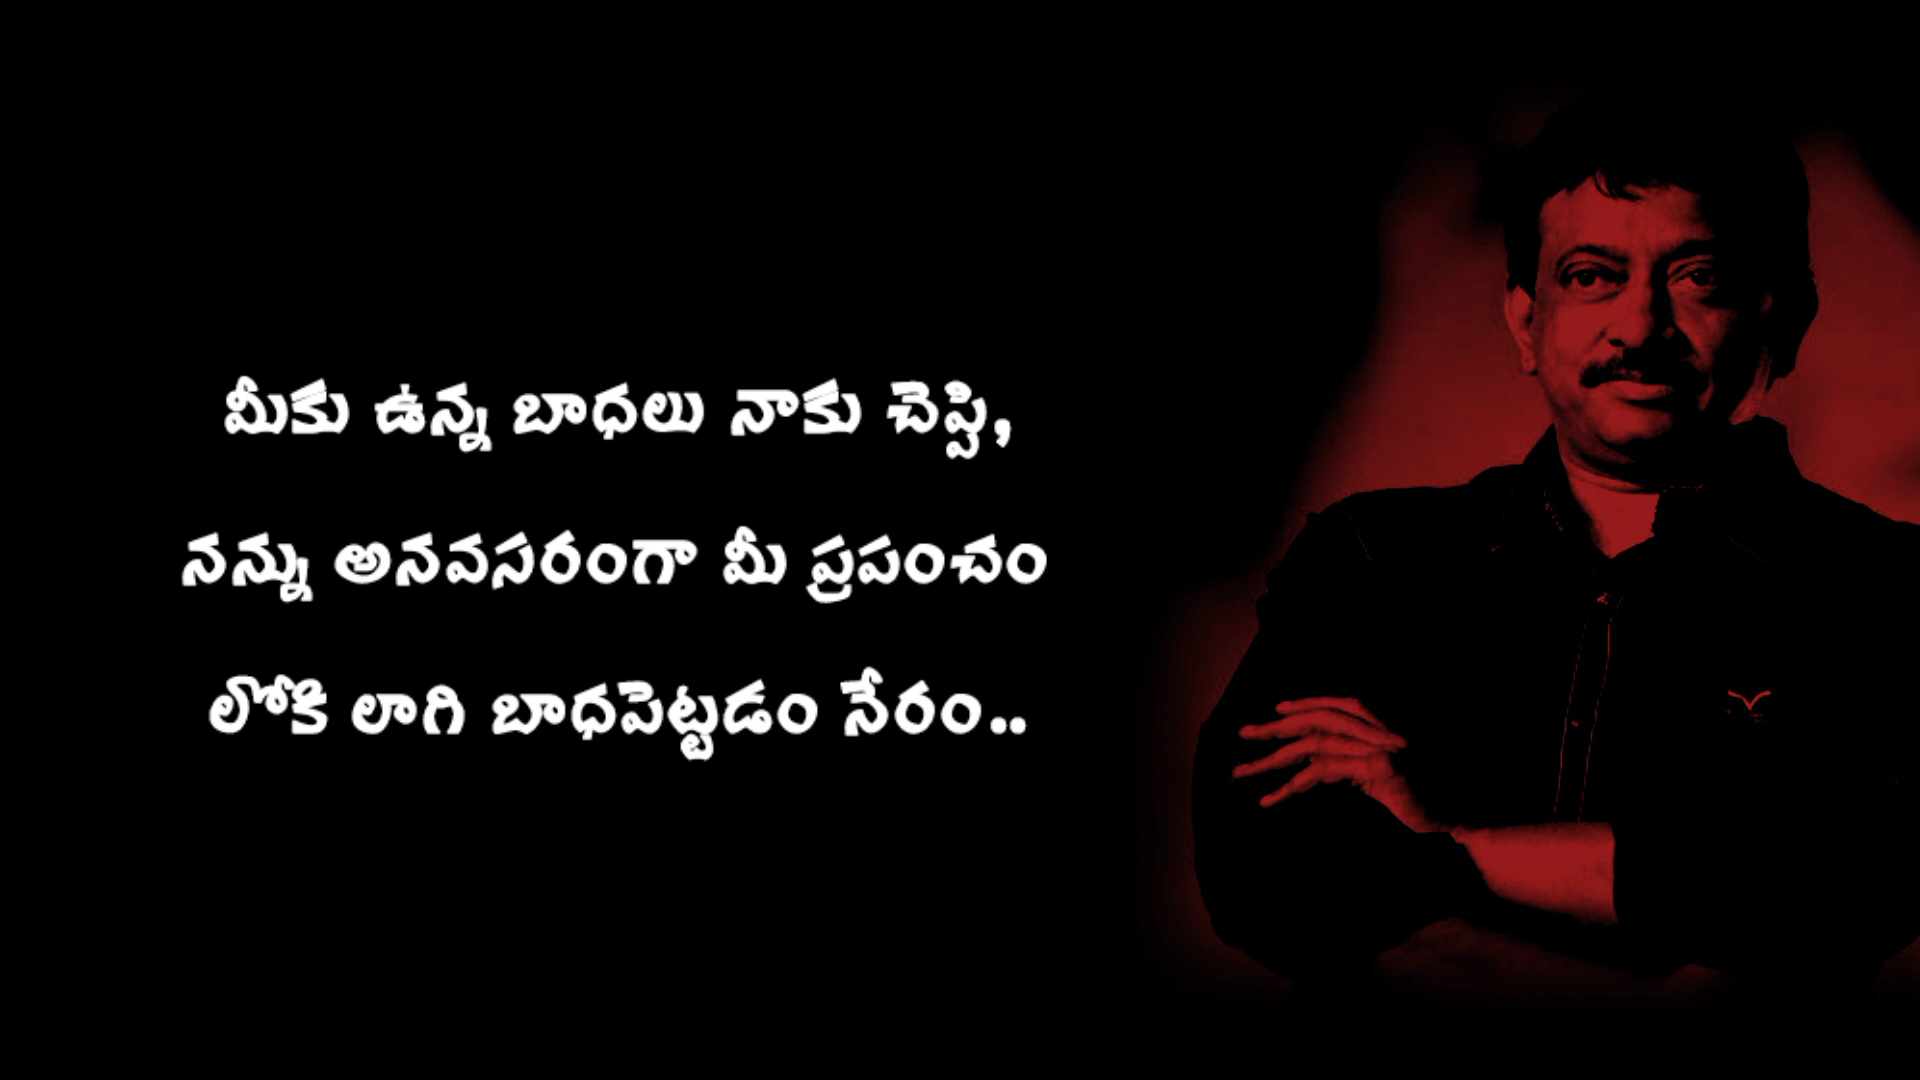 మీకు ఉన్న బాధలు నాకు చెప్పి,
నన్ను అనవసరంగా మీ ప్రపంచం
లోకి లాగి బాధపెట్టడం నేరం..